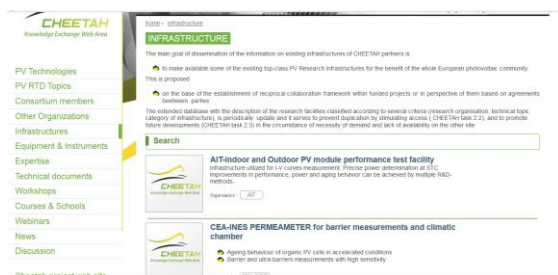 CHEETAH
Knowledge Exchange Web Area
home - infrastructure
INFRASTRUCTURE
The main goal of dissemination of the information on existing infrastructures of CHEETAH partners is
to make available some of the existing top-class PV Research Infrastructures for the benefit of the whole European photovoltaic community.
This is proposed
on the base of the establishment of reciprocal collaboration framework within funded projects or in perspective of them based on agreements
between parties
The extended database with the description of the research facilities classified according to several criteria (research organisation, technical topic,
category of infrastructure), is periodically update and it serves to prevent duplication by stimulating access ( CHEETAH task 2.2), and to promote
future developments (CHEETAH task 2.3) in the circumstance of necessity of demand and lack of availability on the other site
PV Technologies
PV RTD Topics
Consortium members
Other Organizations
Infrastructures
Equipment & Instruments
Expertise
Technical documents
Workshops
Courses & Schools
Webinars
News
Discussion
Cheetah project web site
Search
CHEETAH
Knowledge Exchange Web Area
AIT-Indoor and Outdoor PV module performance test facility
Infrastructure utilized for I-V curves measurement. Precise power determination at STC
improvements in performance, power and aging behavior can be achieved by multiple R&D-
methods.
Organisation: AIT
CHEETAH
Knowledge Exchange Web Area
CEA-INES PERMEAMETER for barrier measurements and climatic
chamber
Ageing behaviour of organic PV cells in accelerated conditions
Barrier and ultra-barriers measurements with high sensitivity